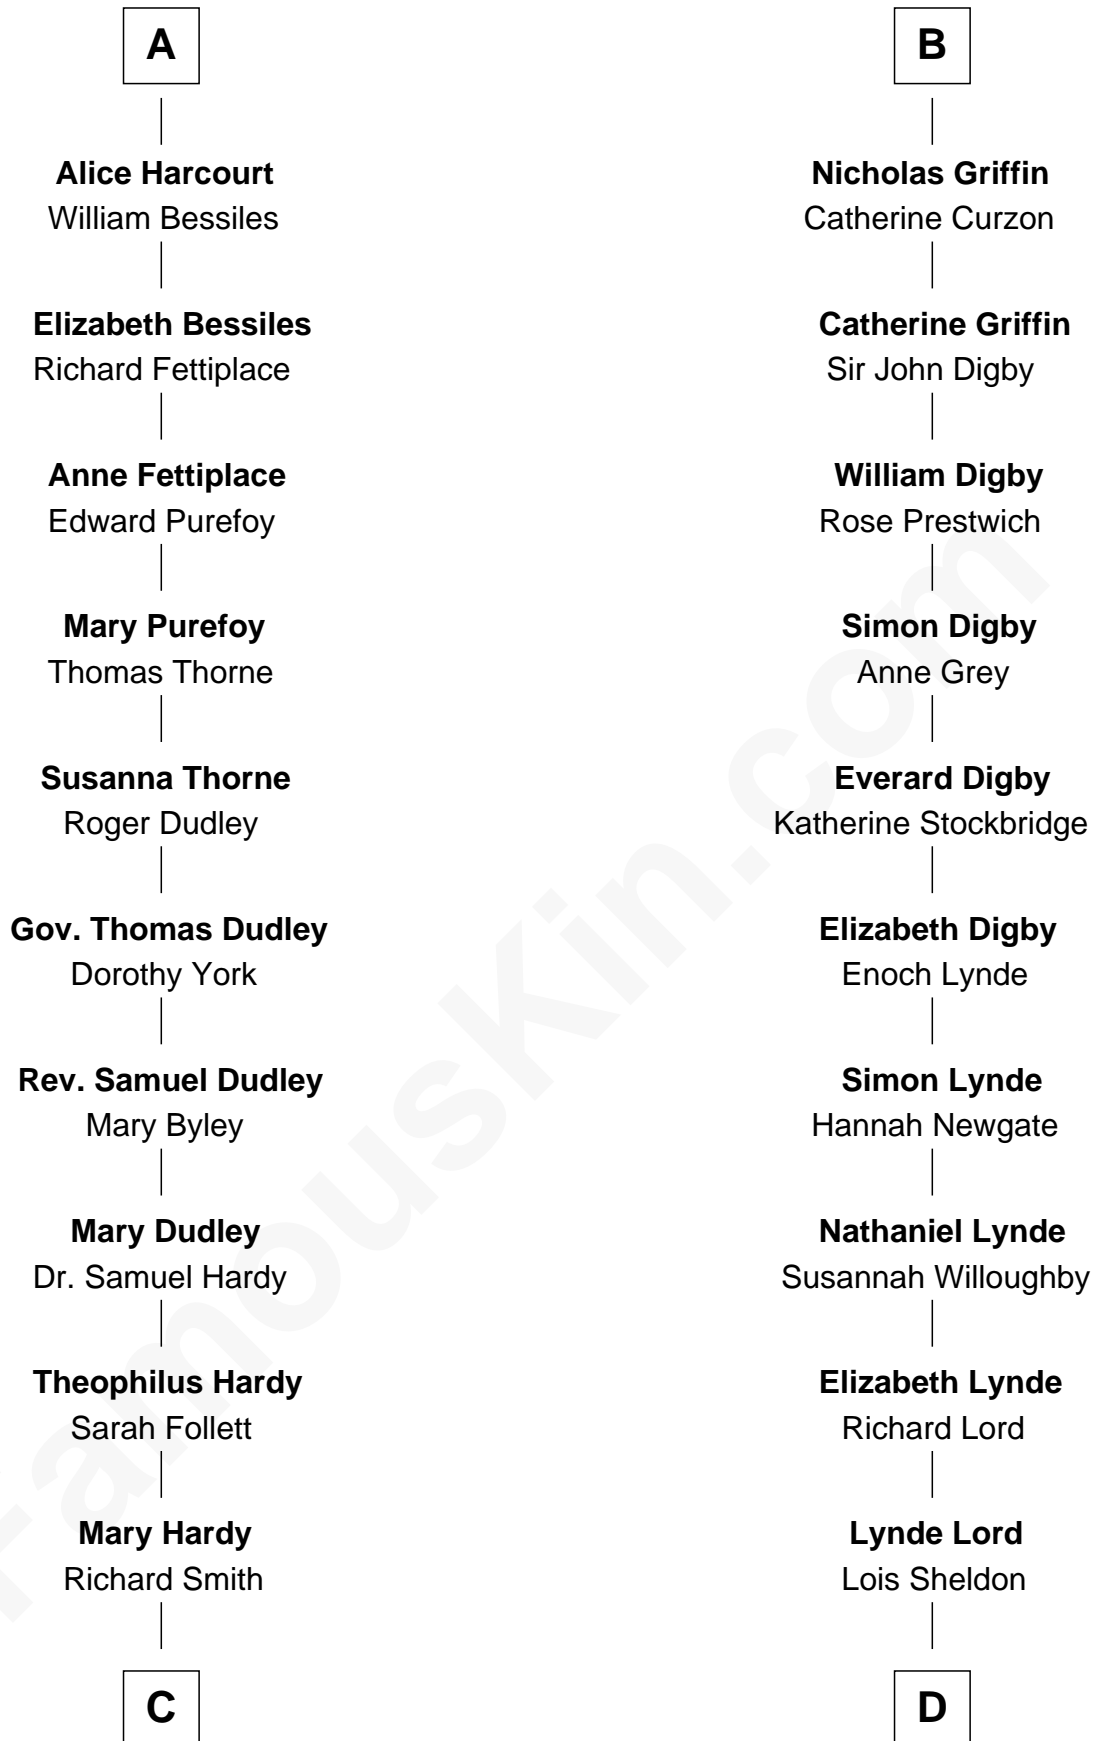 A
Alice Harcourt
William Bessiles
Elizabeth Bessiles
Richard Fettiplace
Anne Fettiplace
Edward Purefoy
Mary Purefoy
Thomas Thorne
Susanna Thorne
Roger Dudley
Gov. Thomas Dudley
Dorothy York
Rev. Samuel Dudley
Mary Byley
Mary Dudley
Dr. Samuel Hardy
Theophilus Hardy
Sarah Follett
Mary Hardy
Richard Smith
C
B
Nicholas Griffin
Catherine Curzon
Catherine Griffin
Sir John Digby
William Digby
Rose Prestwich
Simon Digby
Anne Grey
Everard Digby
Katherine Stockbridge
Elizabeth Digby
Enoch Lynde
Simon Lynde
Hannah Newgate
Nathaniel Lynde
Susannah Willoughby
Elizabeth Lynde
Richard Lord
Lynde Lord
Lois Sheldon
D
FamousKin.com